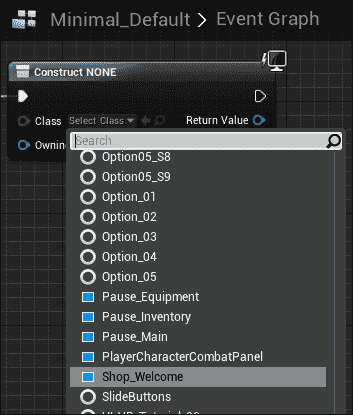 Minimal_Default > Event Graph
Construct NONE
Class Select Class Return Value
Ownin
Search
Option05_S8
Option05_S9
Option_01
Option_02
Option_03
Option_04
Option_05
Pause_Equipment
Pause_Inventory
Pause_Main
PlayerCharacterCombatPanel
Shop_Welcome
SlideButtons